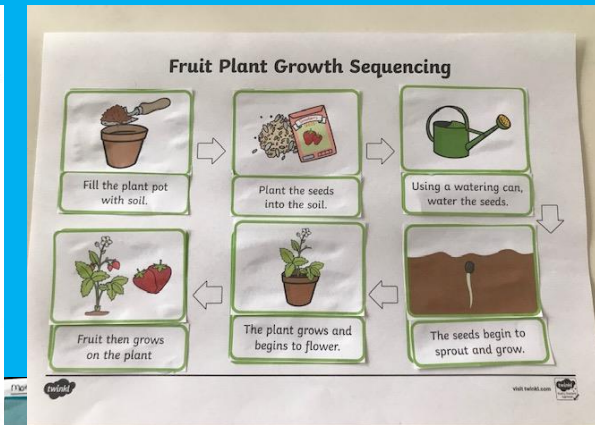 Fruit Plant Growth Sequencing
Fill the plant pot
with soil.
Plant the seeds
into the soil.
Using a watering can,
water the seeds.
The seeds begin to
sprout and grow.
The plant grows and
begins to flower.
Fruit then grows
on the plant
twinkl
visit twinkl.com
twinkl